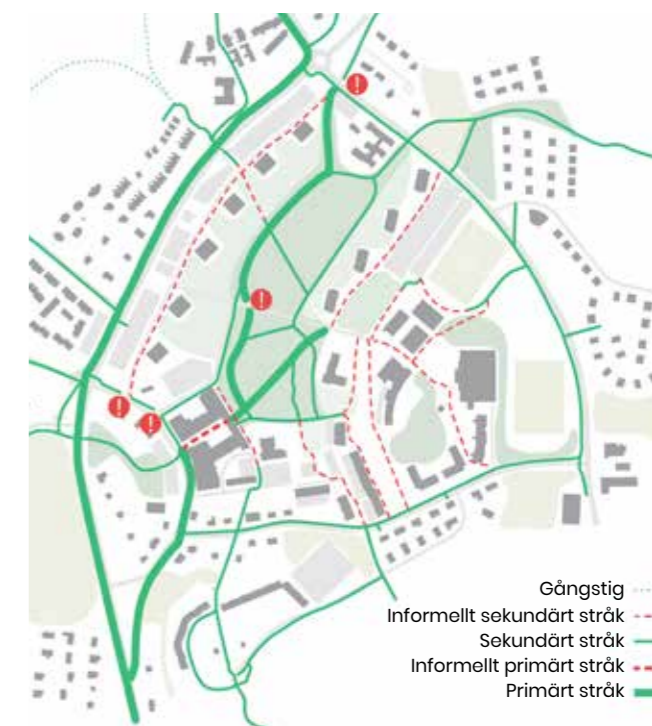 !
!
!
!
Gångstig
Informellt sekundärt stråk
Sekundärt stråk
Informellt primärt stråk
Primärt stråk